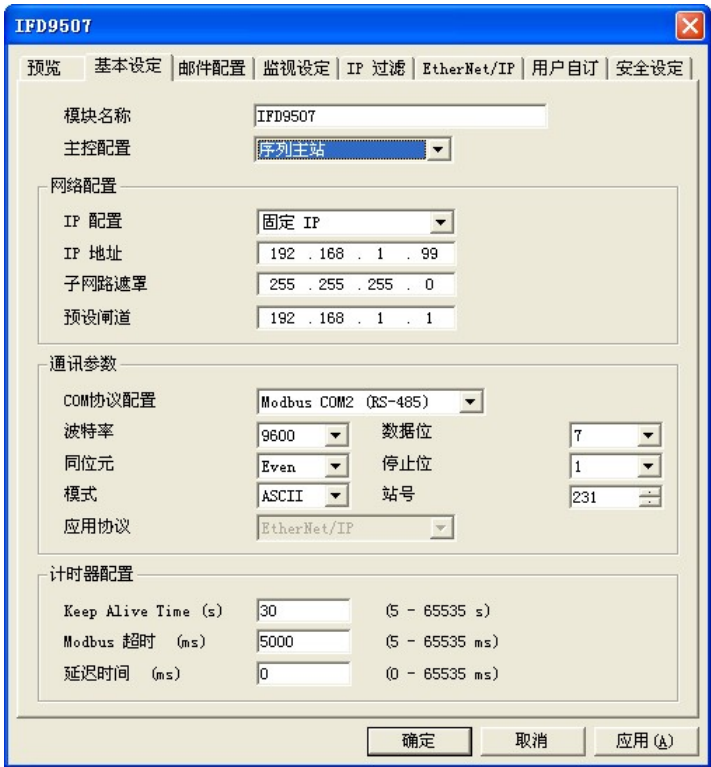 IFD9507
预览 基本设定 邮件配置 监视设定 IP 过滤 EtherNet/IP 用户自订 安全设定
模块名称 IFD9507
主控配置 序列主站
网络配置
IP 配置 固定 IP
IP 地址 192 . 168 . 1 . 99
子网路遮罩 255 . 255 . 255 . 0
预设闸道 192 . 168 . 1 . 1
通讯参数
COM协议配置 Modbus COM2 (RS-485)
波特率 9600 数据位 7
同位元 Even 停止位 1
模式 ASCII 站号 231
应用协议 EtherNet/IP
计时器配置
Keep Alive Time (s) 30 (5 - 65535 s)
Modbus 超时 (ms) 5000 (5 - 65535 ms)
延迟时间 (ms) 0 (0 - 65535 ms)
确定 取消 应用(A)